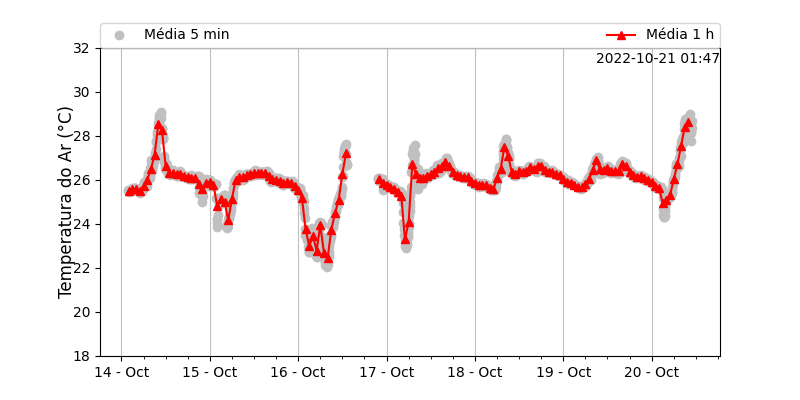 Média 5 min
Média 1 h
2022-10-21 01:47
Temperatura do Ar (°C)
32
30
28
26
24
22
20
18
14 - Oct
15 - Oct
16 - Oct
17 - Oct
18 - Oct
19 - Oct
20 - Oct